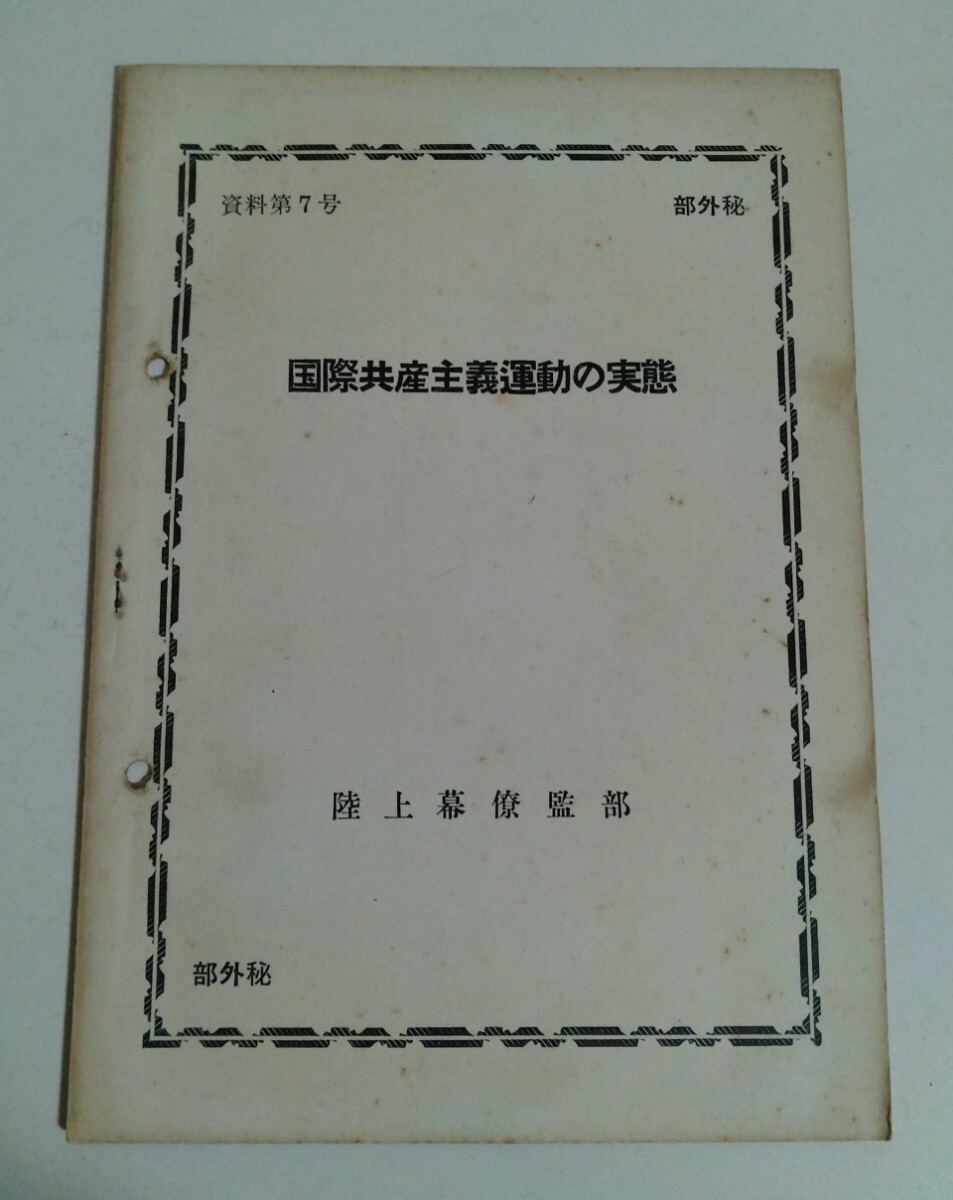 資料第7号
部外秘
国際共産主義運動の実態
陸上幕僚監部
部外秘